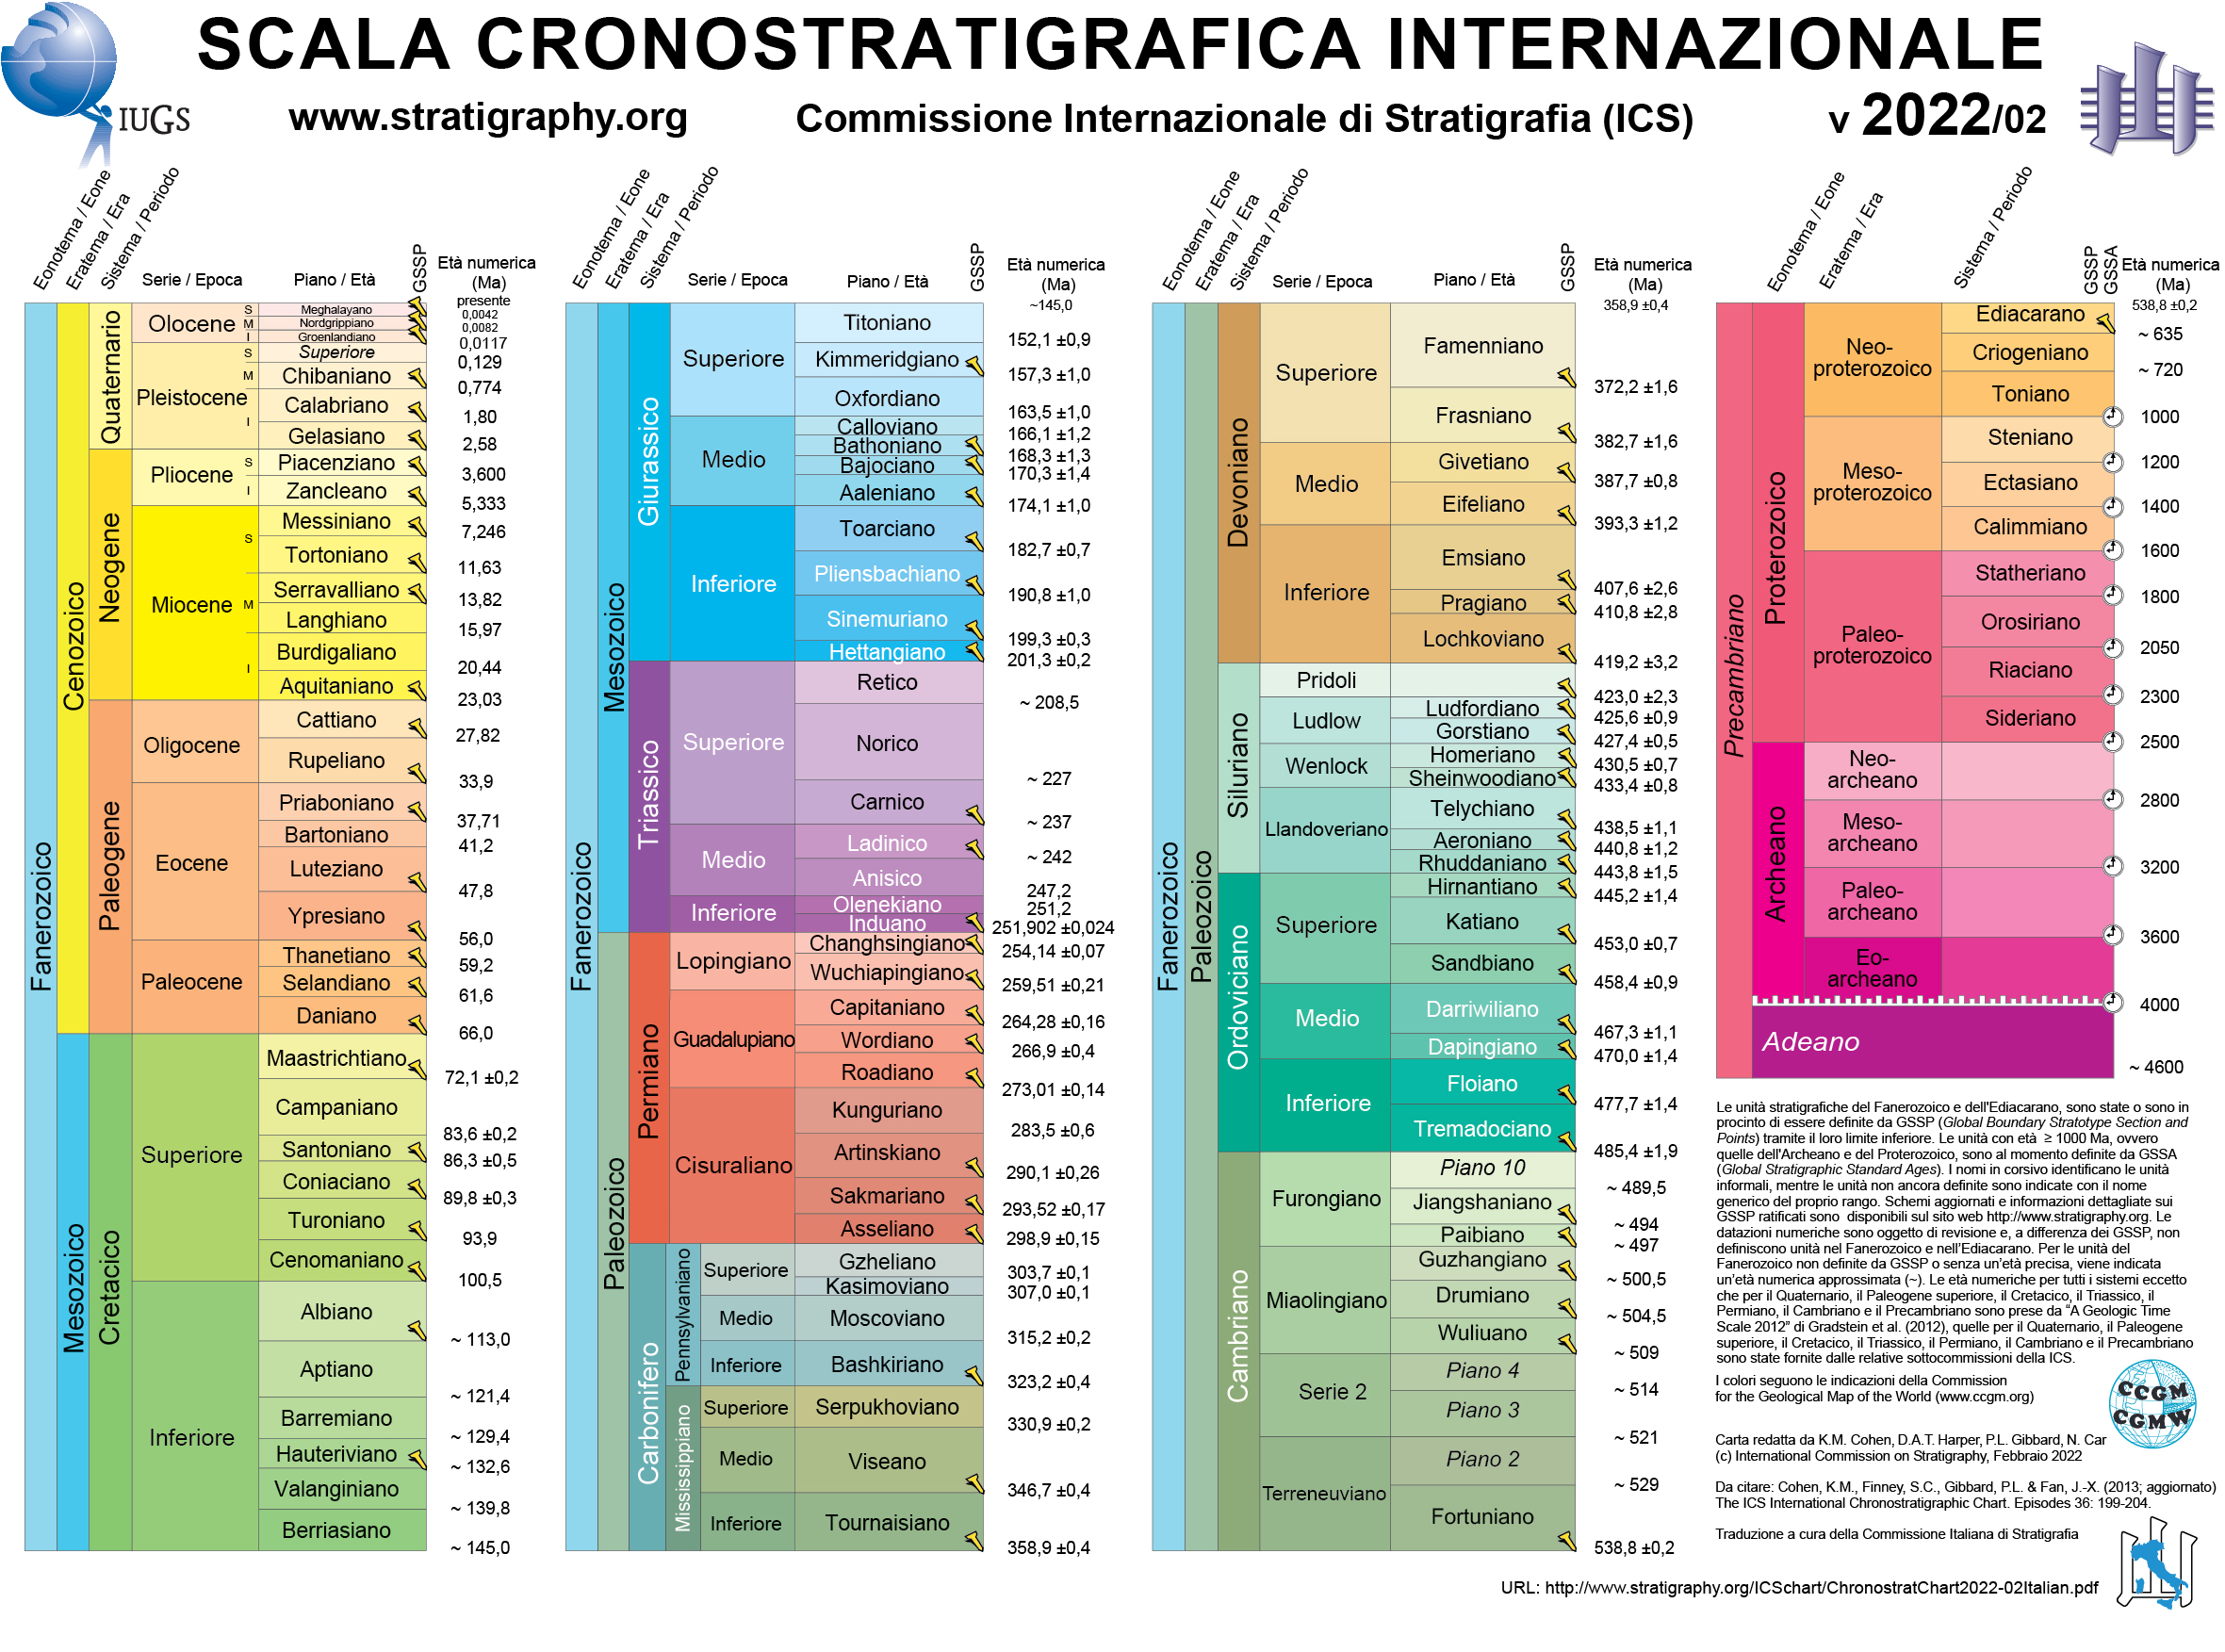 SCALA CRONOSTRATIGRAFICA INTERNAZIONALE
IUGS
www.stratigraphy.org
Commissione Internazionale di Stratigrafia (ICS)
v 2022/02
Eonotema / Eone
Eratema / Era
Sistema / Periodo
Serie / Epoca
Piano / Età
GSSP
Età numerica
(Ma)
Fanerozoico
Cenozoico
Mesozoico
Quaternario
Neogene
Paleogene
Cretacico
Olocene
S
M
I
Pleistocene
S
M
I
Pliocene
S
I
Miocene
S
M
I
Oligocene
Eocene
Paleocene
Superiore
Inferiore
presente
Meghalayano
0,0042
Nordgrippiano
0,0082
Groenlandiano
0,0117
Superiore
0,129
Chibaniano
0,774
Calabriano
1,80
Gelasiano
2,58
Piacenziano
3,600
Zancleano
5,333
Messiniano
7,246
Tortoniano
11,63
Serravalliano
13,82
Langhiano
15,97
Burdigaliano
20,44
Aquitaniano
23,03
Cattiano
27,82
Rupeliano
33,9
Priaboniano
37,71
Bartoniano
41,2
Luteziano
47,8
Ypresiano
56,0
Thanetiano
59,2
Selandiano
61,6
Daniano
66,0
Maastrichtiano
72,1 ±0,2
Campaniano
83,6 ±0,2
Santoniano
86,3 ±0,5
Coniaciano
89,8 ±0,3
Turoniano
93,9
Cenomaniano
100,5
Albiano
~ 113,0
Aptiano
~ 121,4
Barremiano
~ 129,4
Hauteriviano
~ 132,6
Valanginiano
~ 139,8
Berriasiano
~ 145,0
Eonotema / Eone
Eratema / Era
Sistema / Periodo
Serie / Epoca
Piano / Età
GSSP
Età numerica
(Ma)
Fanerozoico
Mesozoico
Paleozoico
Giurassico
Triassico
Permiano
Carbonifero
Pennsylvaniano
Mississippiano
Superiore
Medio
Inferiore
Superiore
Medio
Inferiore
Lopingiano
Guadalupiano
Cisuraliano
Superiore
Medio
Inferiore
Superiore
Medio
Inferiore
~145,0
Titoniano
152,1 ±0,9
Kimmeridgiano
157,3 ±1,0
Oxfordiano
163,5 ±1,0
Calloviano
166,1 ±1,2
Bathoniano
168,3 ±1,3
Bajociano
170,3 ±1,4
Aaleniano
174,1 ±1,0
Toarciano
182,7 ±0,7
Pliensbachiano
190,8 ±1,0
Sinemuriano
199,3 ±0,3
Hettangiano
201,3 ±0,2
Retico
~ 208,5
Norico
~ 227
Carnico
~ 237
Ladinico
~ 242
Anisico
247,2
Olenekiano
251,2
Induano
251,902 ±0,024
Changhsingiano
254,14 ±0,07
Wuchiapingiano
259,51 ±0,21
Capitaniano
264,28 ±0,16
Wordiano
266,9 ±0,4
Roadiano
273,01 ±0,14
Kunguriano
283,5 ±0,6
Artinskiano
290,1 ±0,26
Sakmariano
293,52 ±0,17
Asseliano
298,9 ±0,15
Gzheliano
303,7 ±0,1
Kasimoviano
307,0 ±0,1
Moscoviano
315,2 ±0,2
Bashkiriano
323,2 ±0,4
Serpukhoviano
330,9 ±0,2
Viseano
346,7 ±0,4
Tournaisiano
358,9 ±0,4
Eonotema / Eone
Eratema / Era
Sistema / Periodo
Serie / Epoca
Piano / Età
GSSP
Età numerica
(Ma)
Fanerozoico
Paleozoico
Devoniano
Siluriano
Ordoviciano
Cambriano
Superiore
Medio
Inferiore
Pridoli
Ludlow
Wenlock
Llandoveriano
Superiore
Medio
Inferiore
Furongiano
Miaolingiano
Serie 2
Terreneuviano
358,9 ±0,4
Famenniano
372,2 ±1,6
Frasniano
382,7 ±1,6
Givetiano
387,7 ±0,8
Eifeliano
393,3 ±1,2
Emsiano
407,6 ±2,6
Pragiano
410,8 ±2,8
Lochkoviano
419,2 ±3,2
423,0 ±2,3
Ludfordiano
425,6 ±0,9
Gorstiano
427,4 ±0,5
Homeriano
430,5 ±0,7
Sheinwoodiano
433,4 ±0,8
Telychiano
438,5 ±1,1
Aeroniano
440,8 ±1,2
Rhuddaniano
443,8 ±1,5
Hirnantiano
445,2 ±1,4
Katiano
453,0 ±0,7
Sandbiano
458,4 ±0,9
Darriwiliano
467,3 ±1,1
Dapingiano
470,0 ±1,4
Floiano
477,7 ±1,4
Tremadociano
485,4 ±1,9
Piano 10
~ 489,5
Jiangshaniano
~ 494
Paibiano
~ 497
Guzhangiano
~ 500,5
Drumiano
~ 504,5
Wuliuano
~ 509
Piano 4
~ 514
Piano 3
~ 521
Piano 2
~ 529
Fortuniano
538,8 ±0,2
Eonotema / Eone
Eratema / Era
Sistema / Periodo
GSSP
GSSA
Età numerica
(Ma)
Precambriano
Proterozoico
Archeano
Adeano
Neo-
proterozoico
Meso-
proterozoico
Paleo-
proterozoico
Neo-
archeano
Meso-
archeano
Paleo-
archeano
Eo-
archeano
538,8 ±0,2
Ediacarano
~ 635
Criogeniano
~ 720
Toniano
1000
Steniano
1200
Ectasiano
1400
Calimmiano
1600
Statheriano
1800
Orosiriano
2050
Riaciano
2300
Sideriano
2500
2800
3200
3600
4000
~ 4600
Le unità stratigrafiche del Fanerozoico e dell'Ediacarano, sono state o sono in
procinto di essere definite da GSSP (Global Boundary Stratotype Section and
Points) tramite il loro limite inferiore. Le unità con età ≥ 1000 Ma, ovvero
quelle dell'Archeano e del Proterozoico, sono al momento definite da GSSA
(Global Stratigraphic Standard Ages). I nomi in corsivo identificano le unità
informali, mentre le unità non ancora definite sono indicate con il nome
generico del proprio rango. Schemi aggiornati e informazioni dettagliate sui
GSSP ratificati sono disponibili sul sito web http://www.stratigraphy.org. Le
datazioni numeriche sono oggetto di revisione e, a differenza dei GSSP, non
definiscono unità nel Fanerozoico e nell'Ediacarano. Per le unità del
Fanerozoico non definite da GSSP o senza un'età precisa, viene indicata
un'età numerica approssimata (~). Le età numeriche per tutti i sistemi eccetto
che per il Quaternario, il Paleogene superiore, il Cretacico, il Triassico, il
Permiano, il Cambriano e il Precambriano sono prese da “A Geologic Time
Scale 2012” di Gradstein et al. (2012), quelle per il Quaternario, il Paleogene
superiore, il Cretacico, il Triassico, il Permiano, il Cambriano e il Precambriano
sono state fornite dalle relative sottocommissioni della ICS.
I colori seguono le indicazioni della Commission
for the Geological Map of the World (www.ccgm.org)
CCGM
CGMW
Carta redatta da K.M. Cohen, D.A.T. Harper, P.L. Gibbard, N. Car
(c) International Commission on Stratigraphy, Febbraio 2022
Da citare: Cohen, K.M., Finney, S.C., Gibbard, P.L. & Fan, J.-X. (2013; aggiornato)
The ICS International Chronostratigraphic Chart. Episodes 36: 199-204.
Traduzione a cura della Commissione Italiana di Stratigrafia
URL: http://www.stratigraphy.org/ICSchart/ChronostratChart2022-02Italian.pdf